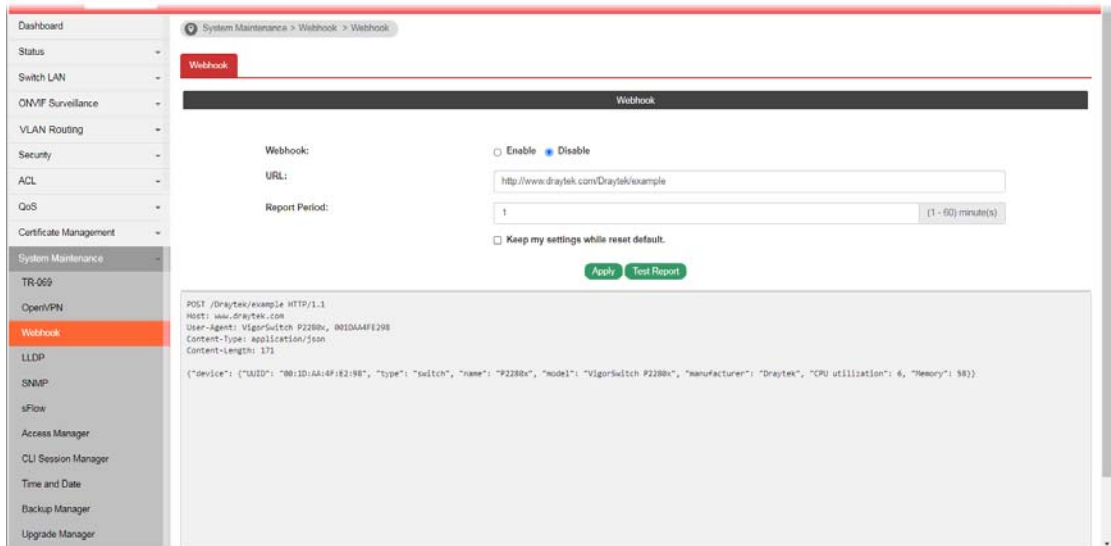 Dashboard
System Maintenance > Webhook > Webhook
Status
Switch LAN
ONVIF Surveillance
VLAN Routing
Security
ACL
QoS
Certificate Management
System Maintenance
TR-069
OpenVPN
Webhook
LLDP
SNMP
sFlow
Access Manager
CLI Session Manager
Time and Date
Backup Manager
Upgrade Manager
Webhook
Webhook
Webhook: Enable Disable
URL: http://www.draytek.com/Draytek/example
Report Period: 1 (1 - 60) minute(s)
Keep my settings while reset default.
Apply Test Report
POST /Draytek/example HTTP/1.1
Host: www.draytek.com
User-Agent: VigorSwitch P2280x, 001DAA4FE298
Content-Type: application/json
Content-Length: 171
{"device": {"UUID": "00:1D:AA:4F:E2:98", "type": "switch", "name": "P2280x", "model": "VigorSwitch P2280x", "manufacturer": "Draytek", "CPU utilization": 6, "Memory": 58}}